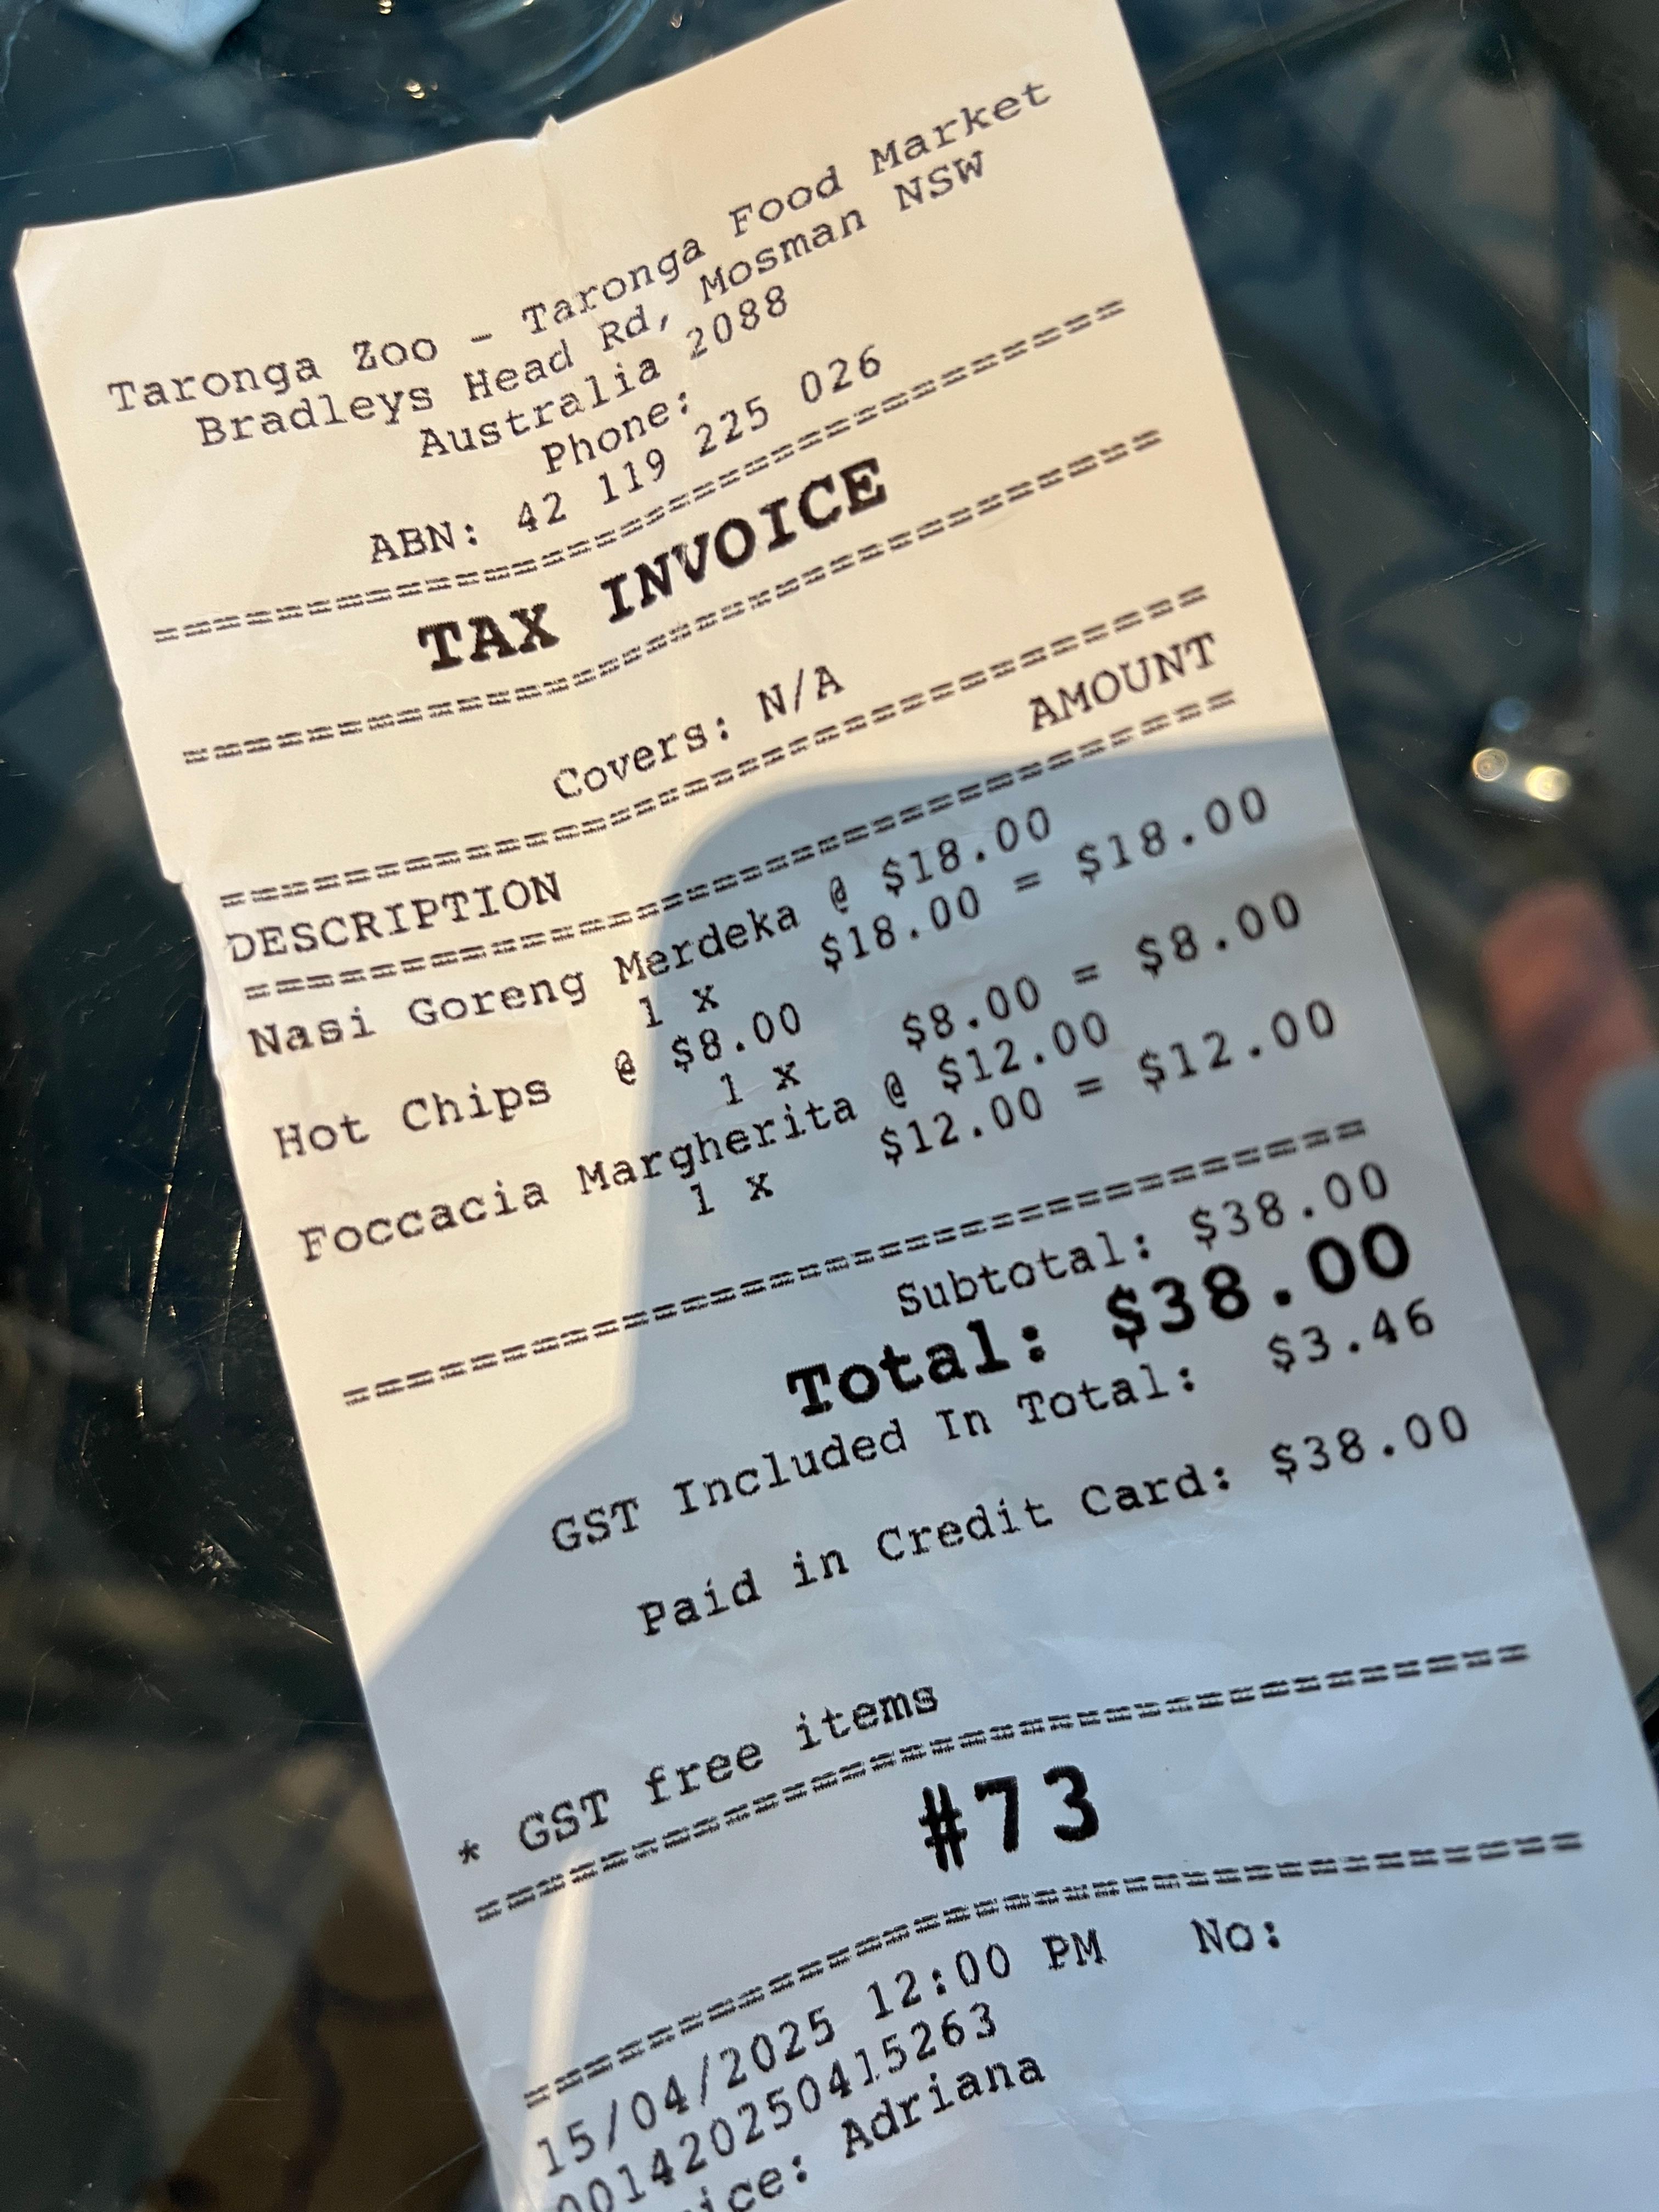 Taronga Zoo - Taronga Food Market
Bradleys Head Rd, Mosman NSW
Australia 2088
Phone:
ABN: 42 119 225 026
====================================
TAX INVOICE
====================================
Covers: N/A
====================================
DESCRIPTION AMOUNT
====================================
Nasi Goreng Merdeka @ $18.00
1 x $18.00 = $18.00
Hot Chips @ $8.00
1 x $8.00 = $8.00
Foccacia Margherita @ $12.00
1 x $12.00 = $12.00
====================================
Subtotal: $38.00
Total: $38.00
GST Included In Total: $3.46
Paid in Credit Card: $38.00
* GST free items
====================================
#73
====================================
15/04/2025 12:00 PM No:
Adriana